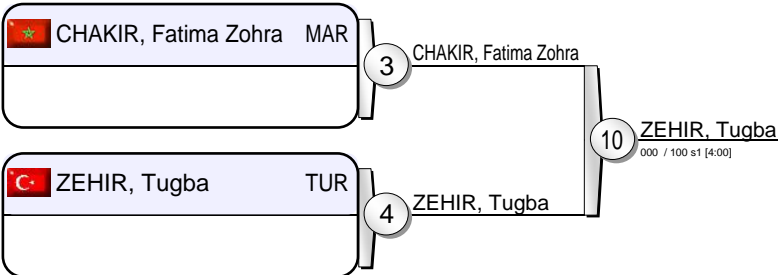 CHAKIR, Fatima Zohra MAR
3
CHAKIR, Fatima Zohra
10
ZEHIR, Tugba
000 / 100 s1 [4:00]
ZEHIR, Tugba TUR
4
ZEHIR, Tugba